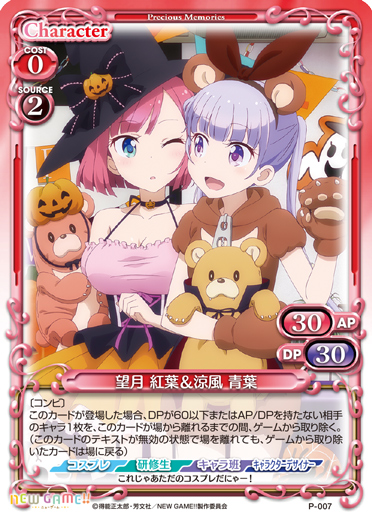 Precious Memories
Character
COST
0
SOURCE
2
30 AP
DP 30
望月 紅葉&涼風 青葉
[コンビ]
このカードが登場した場合、DPが60以下またはAP/DPを持たない相手
のキャラ1枚を、このカードが場から離れるまでの間、ゲームから取り除く。
(このカードのテキストが無効の状態で場を離れても、ゲームから取り除
いたカードは場に戻る)
コスプレ 研修生 キャラ班 キャラクターデザイナー
これじゃあただのコスプレだにゃー!
NEW GAME!!
©得能正太郎・芳文社/NEW GAME!!製作委員会
P-007